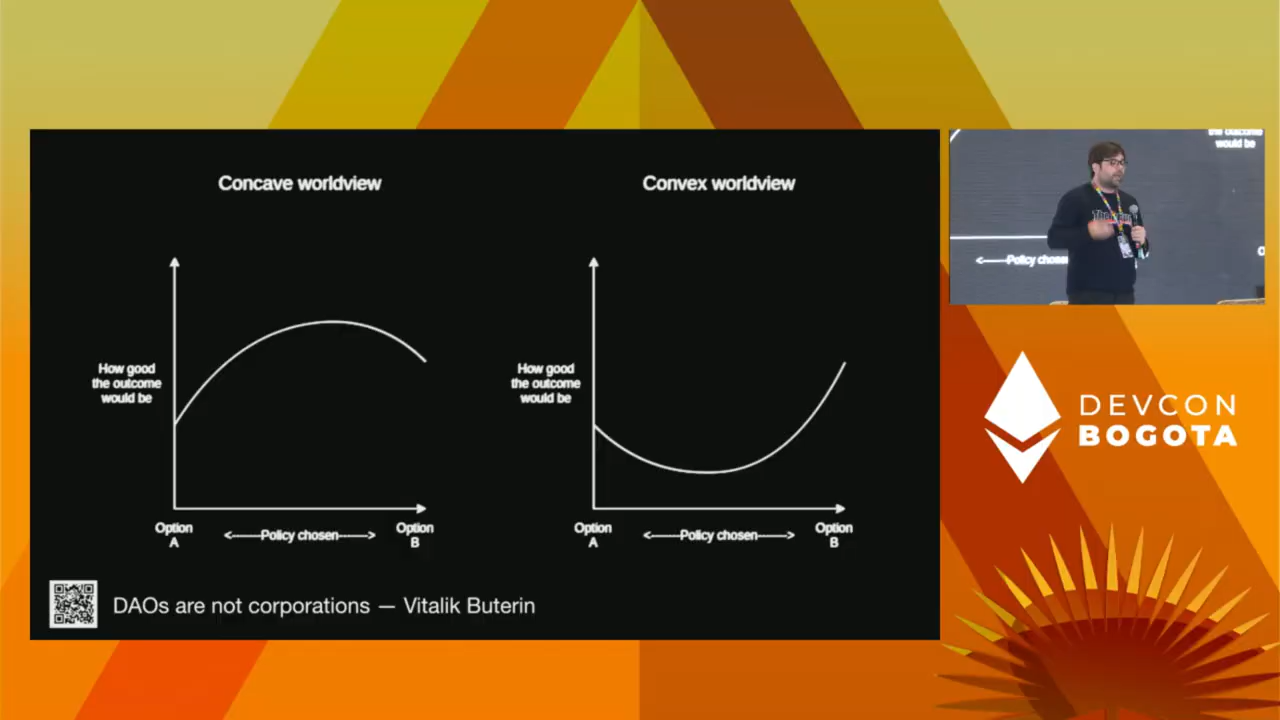 Concave worldview
Convex worldview
How good
the outcome
would be
How good
the outcome
would be
Option
A
<------Policy chosen------>
Option
B
Option
A
<------Policy chosen------>
Option
B
DAOs are not corporations — Vitalik Buterin
the outcome
would be
<-----Policy chosen
DEVCON
BOGOTA